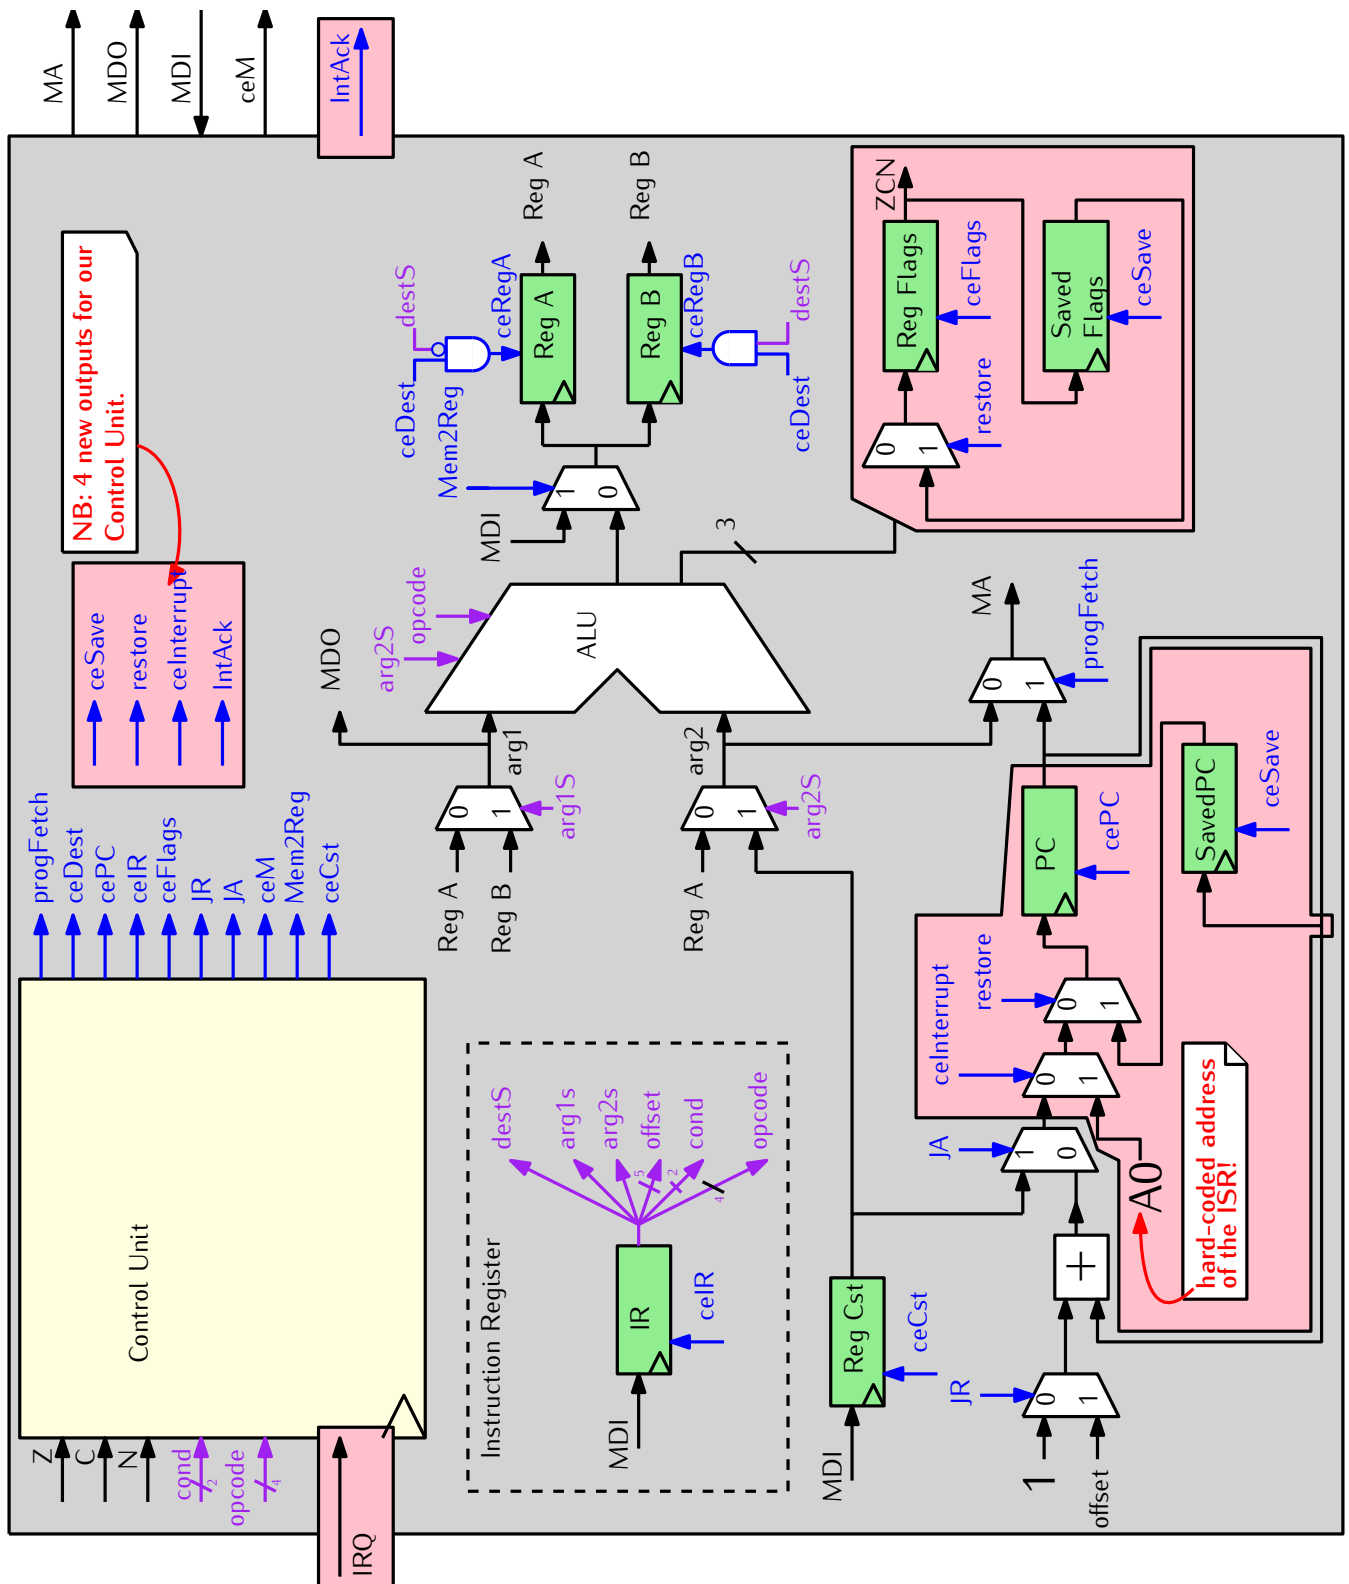 MA
MDO
MDI
ceM
IntAck
NB: 4 new outputs for our
Control Unit.
ceSave
restore
ceInterrupt
IntAck
progFetch
ceDest
cePC
ceIR
ceFlags
JR
JA
ceM
Mem2Reg
ceCst
Control Unit
Z
C
N
cond
2
opcode
4
IRQ
Instruction Register
MDI
IR
ceIR
destS
arg1s
arg2s
offset
cond
opcode
5
2
4
MDO
Reg A
Reg B
0
1
arg1S
arg1
Reg A
0
1
arg2S
arg2
arg2S
opcode
ALU
3
MDI
Mem2Reg
1
0
ceDest
destS
ceRegA
Reg A
Reg A
Reg B
Reg B
ceRegB
ceDest
destS
0
1
restore
Reg Flags
ZCN
ceFlags
Saved
Flags
ceSave
MDI
Reg Cst
ceCst
JR
1
offset
0
1
+
JA
1
0
A0
hard-coded address
of the ISR!
ceInterrupt
0
1
restore
0
1
PC
cePC
SavedPC
ceSave
0
1
MA
progFetch